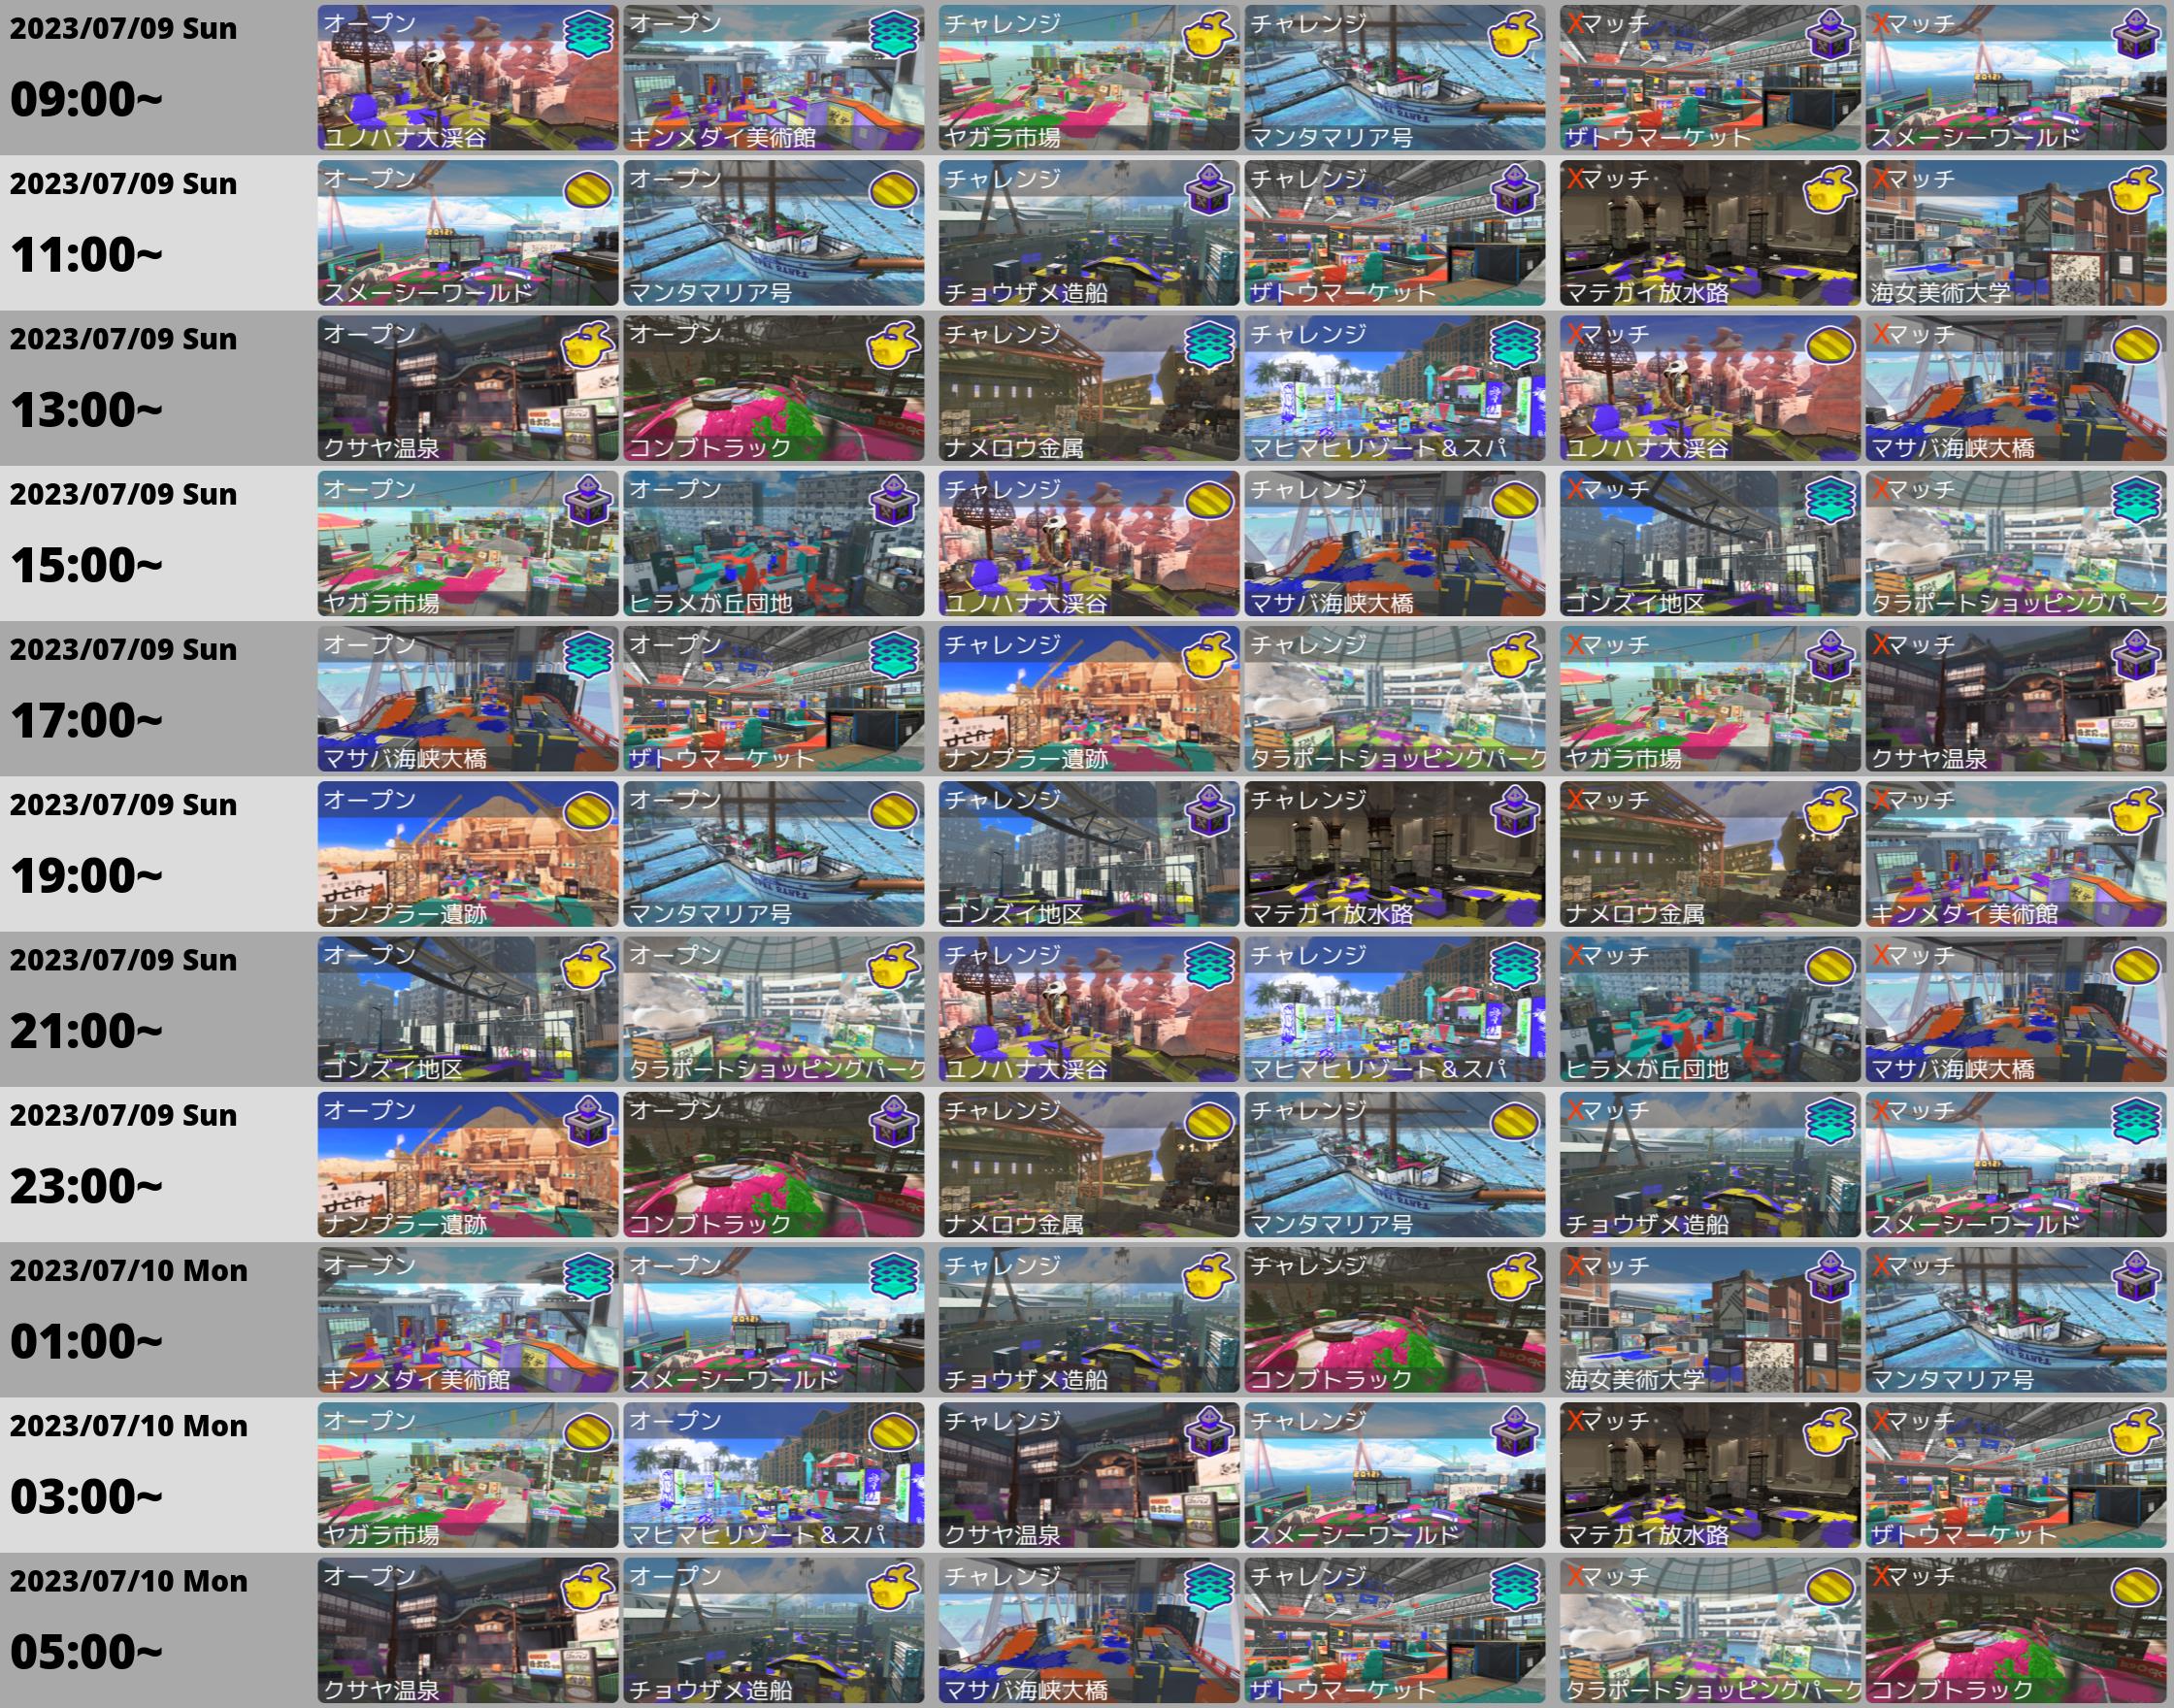 2023/07/09 Sun
09:00~
オープン
ユノハナ大渓谷
オープン
キンメダイ美術館
チャレンジ
ヤガラ市場
チャレンジ
マンタマリア号
Xマッチ
ザトウマーケット
Xマッチ
スメーシーワールド
2023/07/09 Sun
11:00~
オープン
スメーシーワールド
オープン
マンタマリア号
チャレンジ
チョウザメ造船
チャレンジ
ザトウマーケット
Xマッチ
マテガイ放水路
Xマッチ
海女美術大学
2023/07/09 Sun
13:00~
オープン
クサヤ温泉
オープン
コンブトラック
チャレンジ
ナメロウ金属
チャレンジ
マヒマヒリゾート＆スパ
Xマッチ
ユノハナ大渓谷
Xマッチ
マサバ海峡大橋
2023/07/09 Sun
15:00~
オープン
ヤガラ市場
オープン
ヒラメが丘団地
チャレンジ
ユノハナ大渓谷
チャレンジ
マサバ海峡大橋
Xマッチ
ゴンズイ地区
Xマッチ
タラポートショッピングパーク
2023/07/09 Sun
17:00~
オープン
マサバ海峡大橋
オープン
ザトウマーケット
チャレンジ
ナンプラー遺跡
チャレンジ
タラポートショッピングパーク
Xマッチ
ヤガラ市場
Xマッチ
クサヤ温泉
2023/07/09 Sun
19:00~
オープン
ナンプラー遺跡
オープン
マンタマリア号
チャレンジ
ゴンズイ地区
チャレンジ
マテガイ放水路
Xマッチ
ナメロウ金属
Xマッチ
キンメダイ美術館
2023/07/09 Sun
21:00~
オープン
ゴンズイ地区
オープン
タラポートショッピングパーク
チャレンジ
ユノハナ大渓谷
チャレンジ
マヒマヒリゾート＆スパ
Xマッチ
ヒラメが丘団地
Xマッチ
マサバ海峡大橋
2023/07/09 Sun
23:00~
オープン
ナンプラー遺跡
オープン
コンブトラック
チャレンジ
ナメロウ金属
チャレンジ
マンタマリア号
Xマッチ
チョウザメ造船
Xマッチ
スメーシーワールド
2023/07/10 Mon
01:00~
オープン
キンメダイ美術館
オープン
スメーシーワールド
チャレンジ
チョウザメ造船
チャレンジ
コンブトラック
Xマッチ
海女美術大学
Xマッチ
マンタマリア号
2023/07/10 Mon
03:00~
オープン
ヤガラ市場
オープン
マヒマヒリゾート＆スパ
チャレンジ
クサヤ温泉
チャレンジ
スメーシーワールド
Xマッチ
マテガイ放水路
Xマッチ
ザトウマーケット
2023/07/10 Mon
05:00~
オープン
クサヤ温泉
オープン
チョウザメ造船
チャレンジ
マサバ海峡大橋
チャレンジ
ザトウマーケット
Xマッチ
タラポートショッピングパーク
Xマッチ
コンブトラック